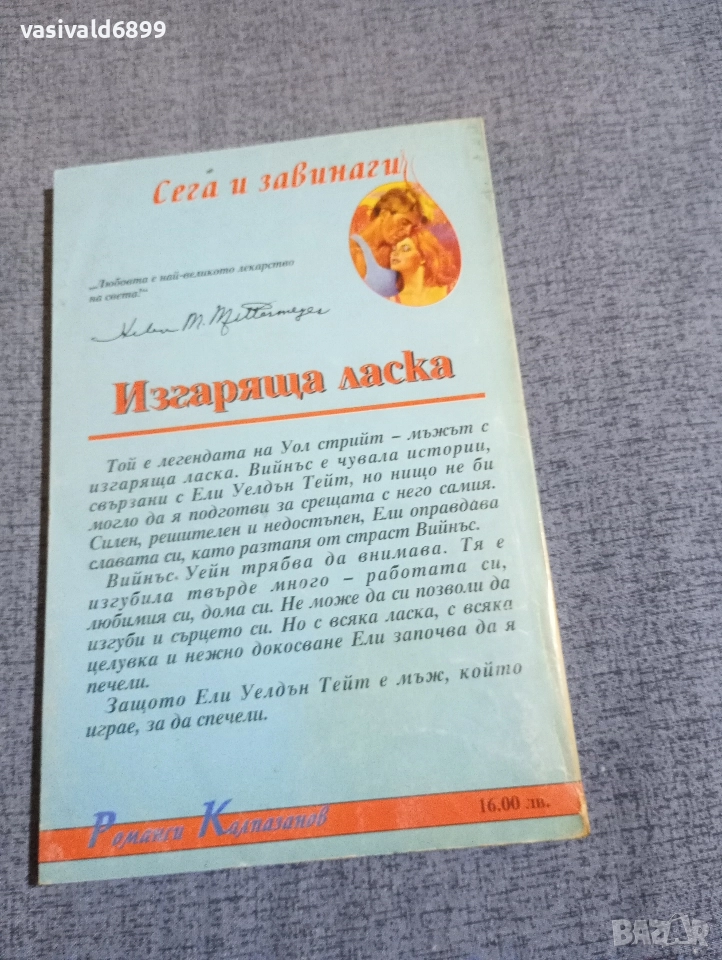 vasivald6899
Сега и завинаги
„Любовта е най-великото лекарство
на света!“
Helen M. Mittermeyer
Изгаряща ласка
Той е легендата на Уол стрийт – мъжът с
изгаряща ласка. Вийнъс е чувала истории,
свързани с Ели Уелдън Тейт, но нищо не би
могло да я подготви за срещата с него самия.
Силен, решителен и недостъпен, Ели оправдава
славата си, като разтапя от страст Вийнъс.
Вийнъс Уейн трябва да внимава. Тя е
изгубила твърде много – работата си,
любимия си, дома си. Не може да си позволи да
изгуби и сърцето си. Но с всяка ласка, с всяка
целувка и нежно докосване Ели започва да я
печели.
Защото Ели Уелдън Тейт е мъж, който
играе, за да спечели.
Романси Калпазанов
16.00 лв.
BAZAR